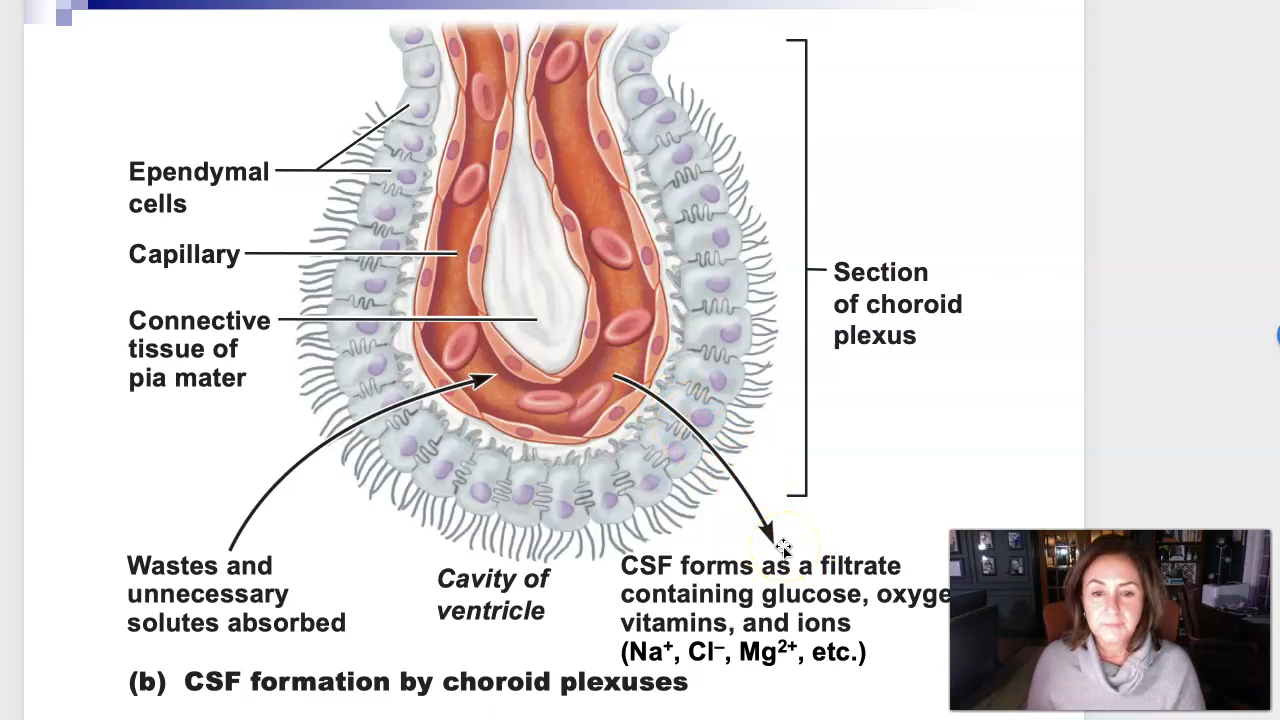 Ependymal
cells
Capillary
Connective
tissue of
pia mater
Section
of choroid
plexus
Wastes and
unnecessary
solutes absorbed
Cavity of
ventricle
CSF forms as a filtrate
containing glucose, oxyge
vitamins, and ions
(Na⁺, Cl⁻, Mg²⁺, etc.)
(b) CSF formation by choroid plexuses